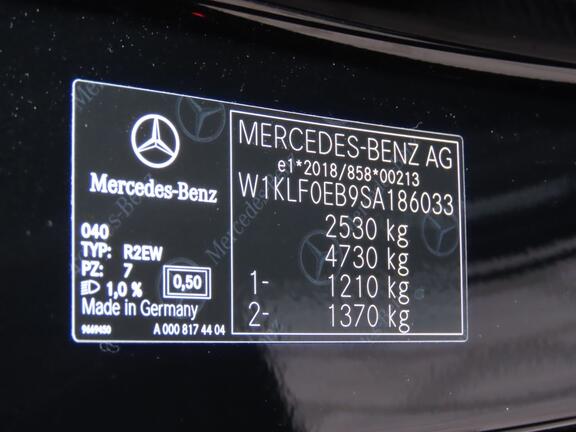 Mercedes-Benz
040
TYP: R2EW
PZ: 7
1,0 %
0,50
Made in Germany
9669450
A 000 817 44 04
MERCEDES-BENZ AG
e1*2018/858*00213
W1KLF0EB9SA186033
2530 kg
4730 kg
1- 1210 kg
2- 1370 kg